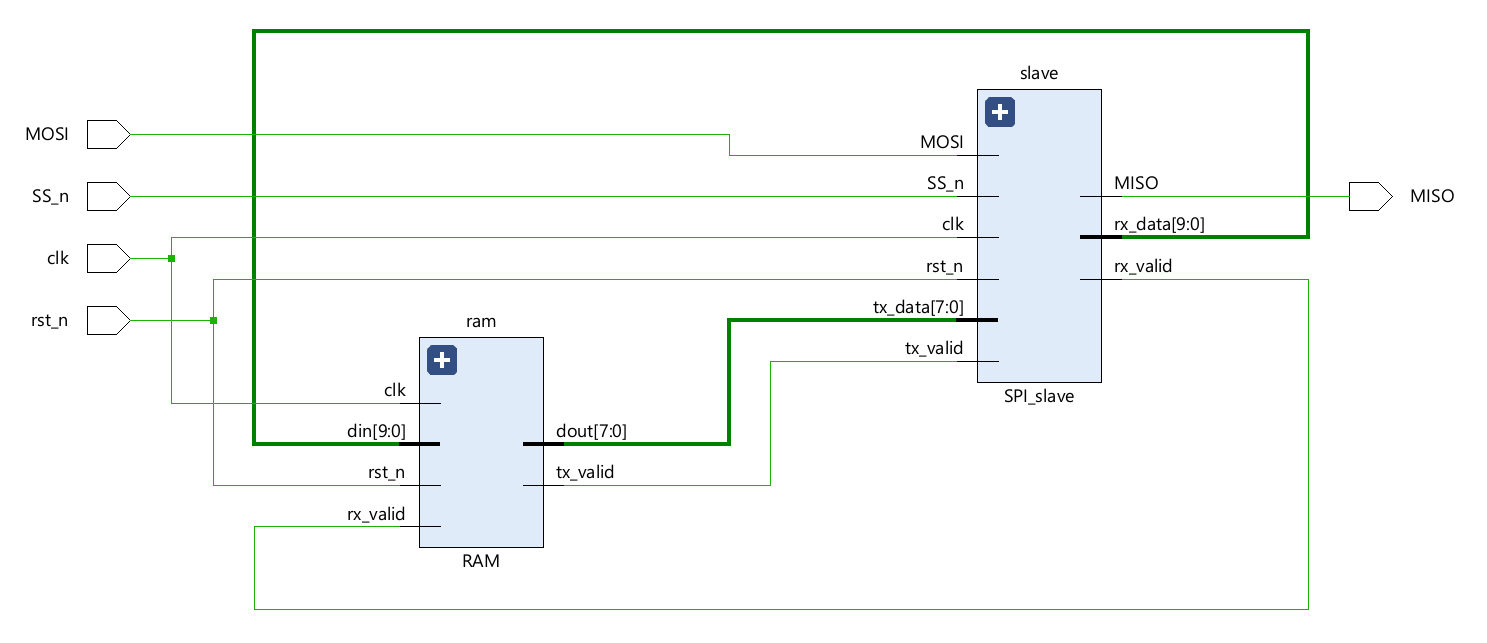 slave
MOSI
MOSI
SS_n
SS_n
MISO
MISO
clk
rx_data[9:0]
clk
rst_n
rx_valid
rst_n
tx_data[7:0]
ram
tx_valid
clk
SPI_slave
din[9:0]
dout[7:0]
rst_n
tx_valid
rx_valid
RAM